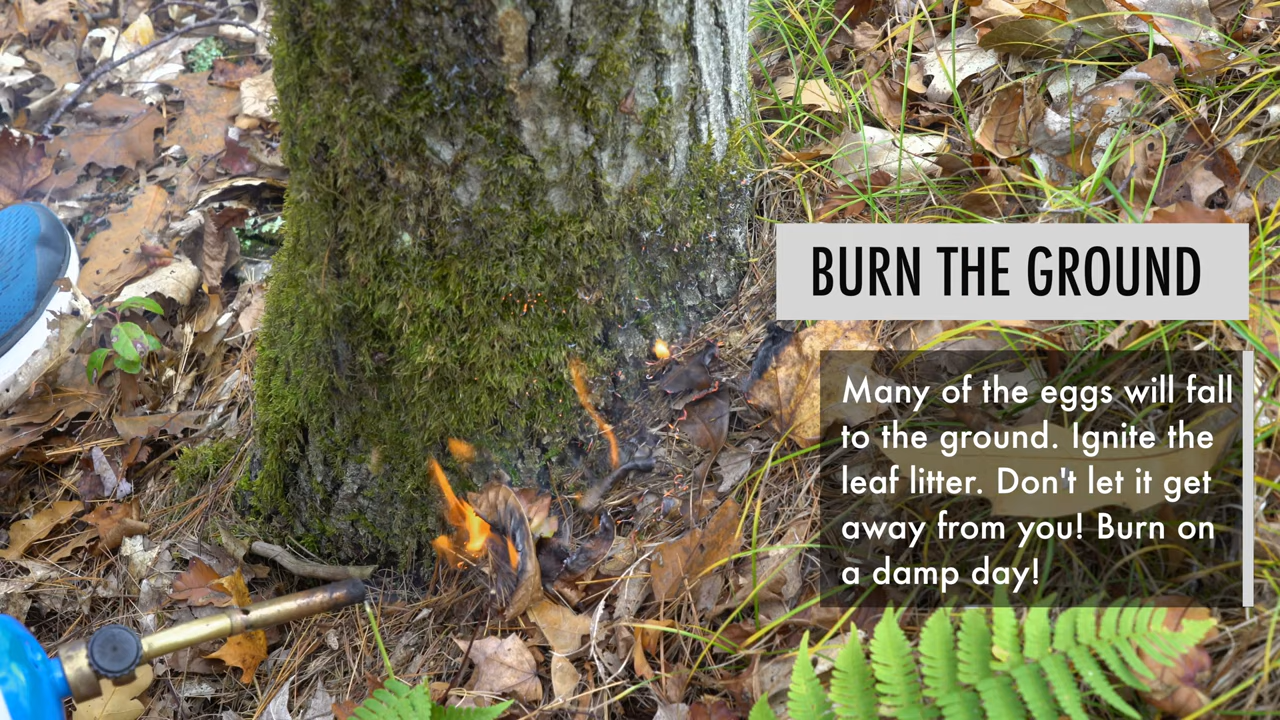 BURN THE GROUND
Many of the eggs will fall
to the ground. Ignite the
leaf litter. Don't let it get
away from you! Burn on
a damp day!